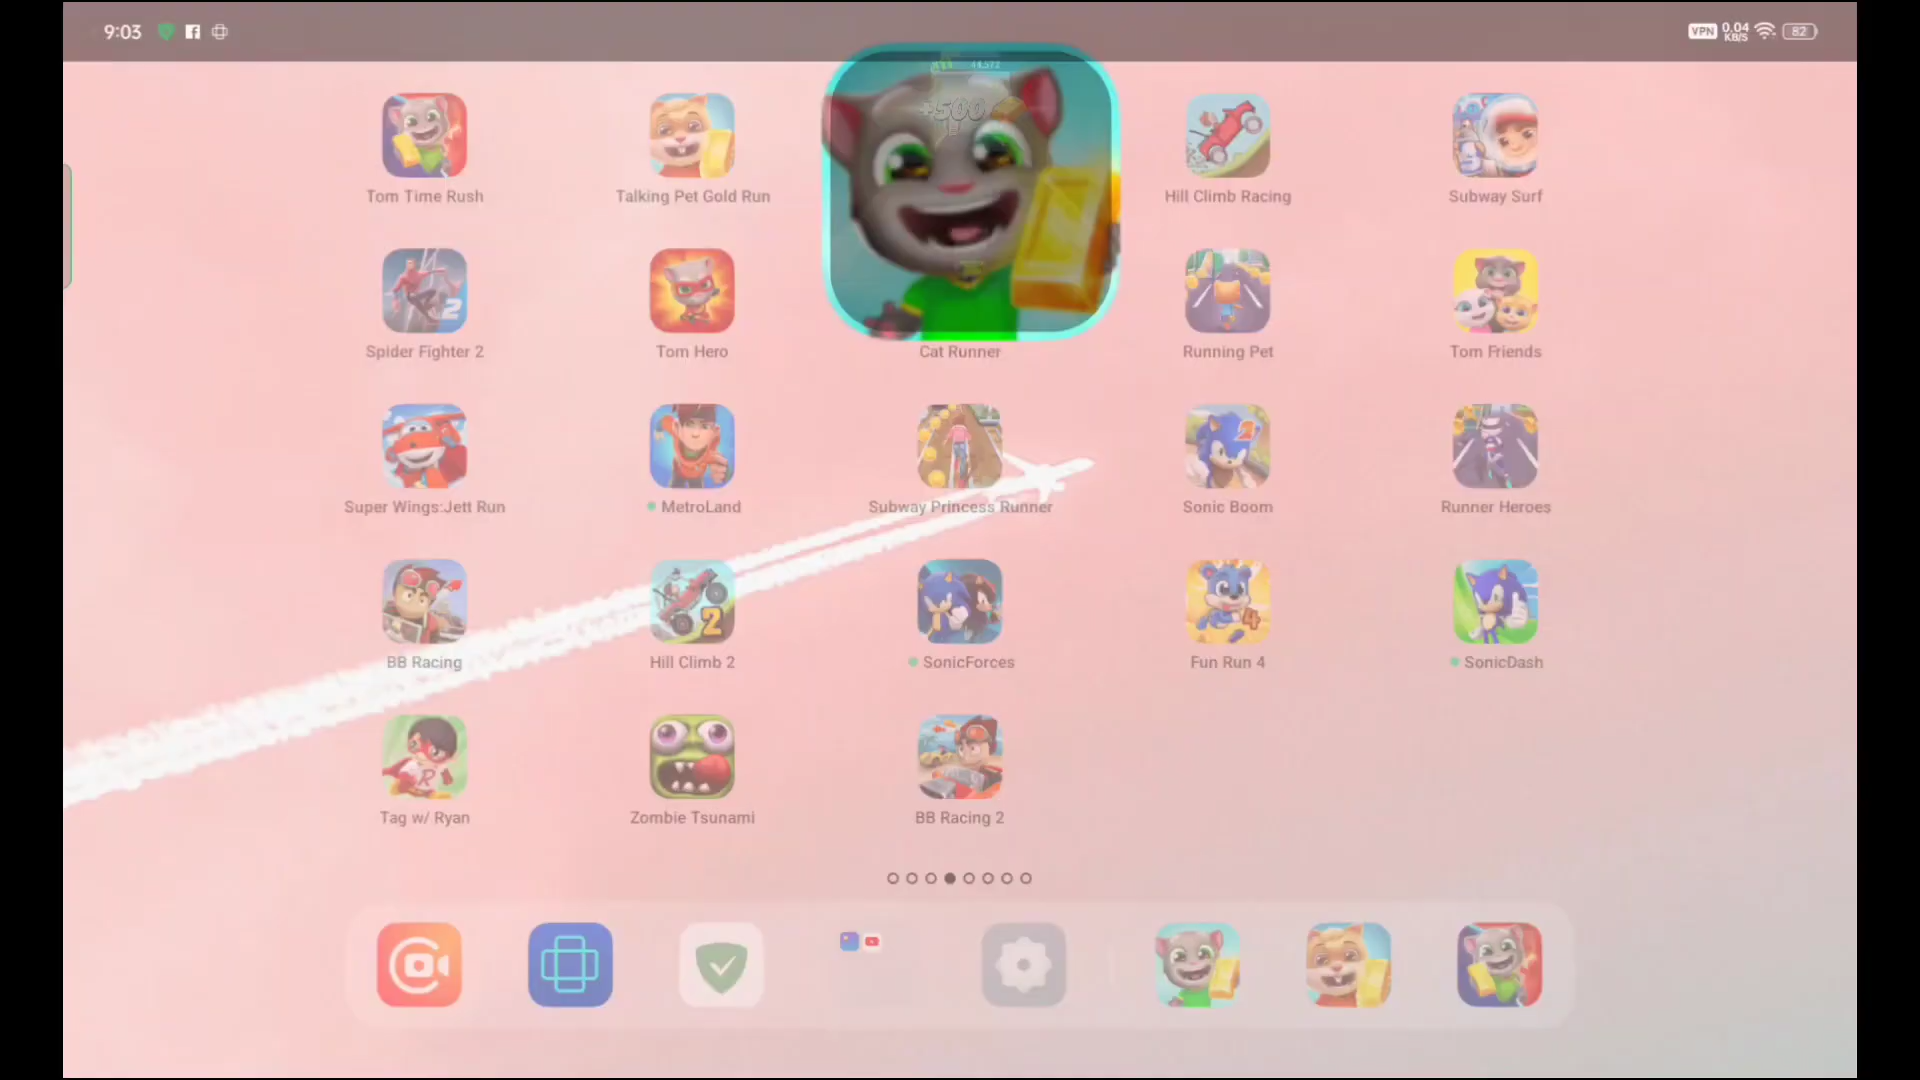 9:03
VPN 0.04 KB/S 82
44,572
+500
Tom Time Rush
Talking Pet Gold Run
Hill Climb Racing
Subway Surf
Spider Fighter 2
Tom Hero
Cat Runner
Running Pet
Tom Friends
Super Wings:Jett Run
MetroLand
Subway Princess Runner
Sonic Boom
Runner Heroes
BB Racing
Hill Climb 2
SonicForces
Fun Run 4
SonicDash
Tag w/ Ryan
Zombie Tsunami
BB Racing 2